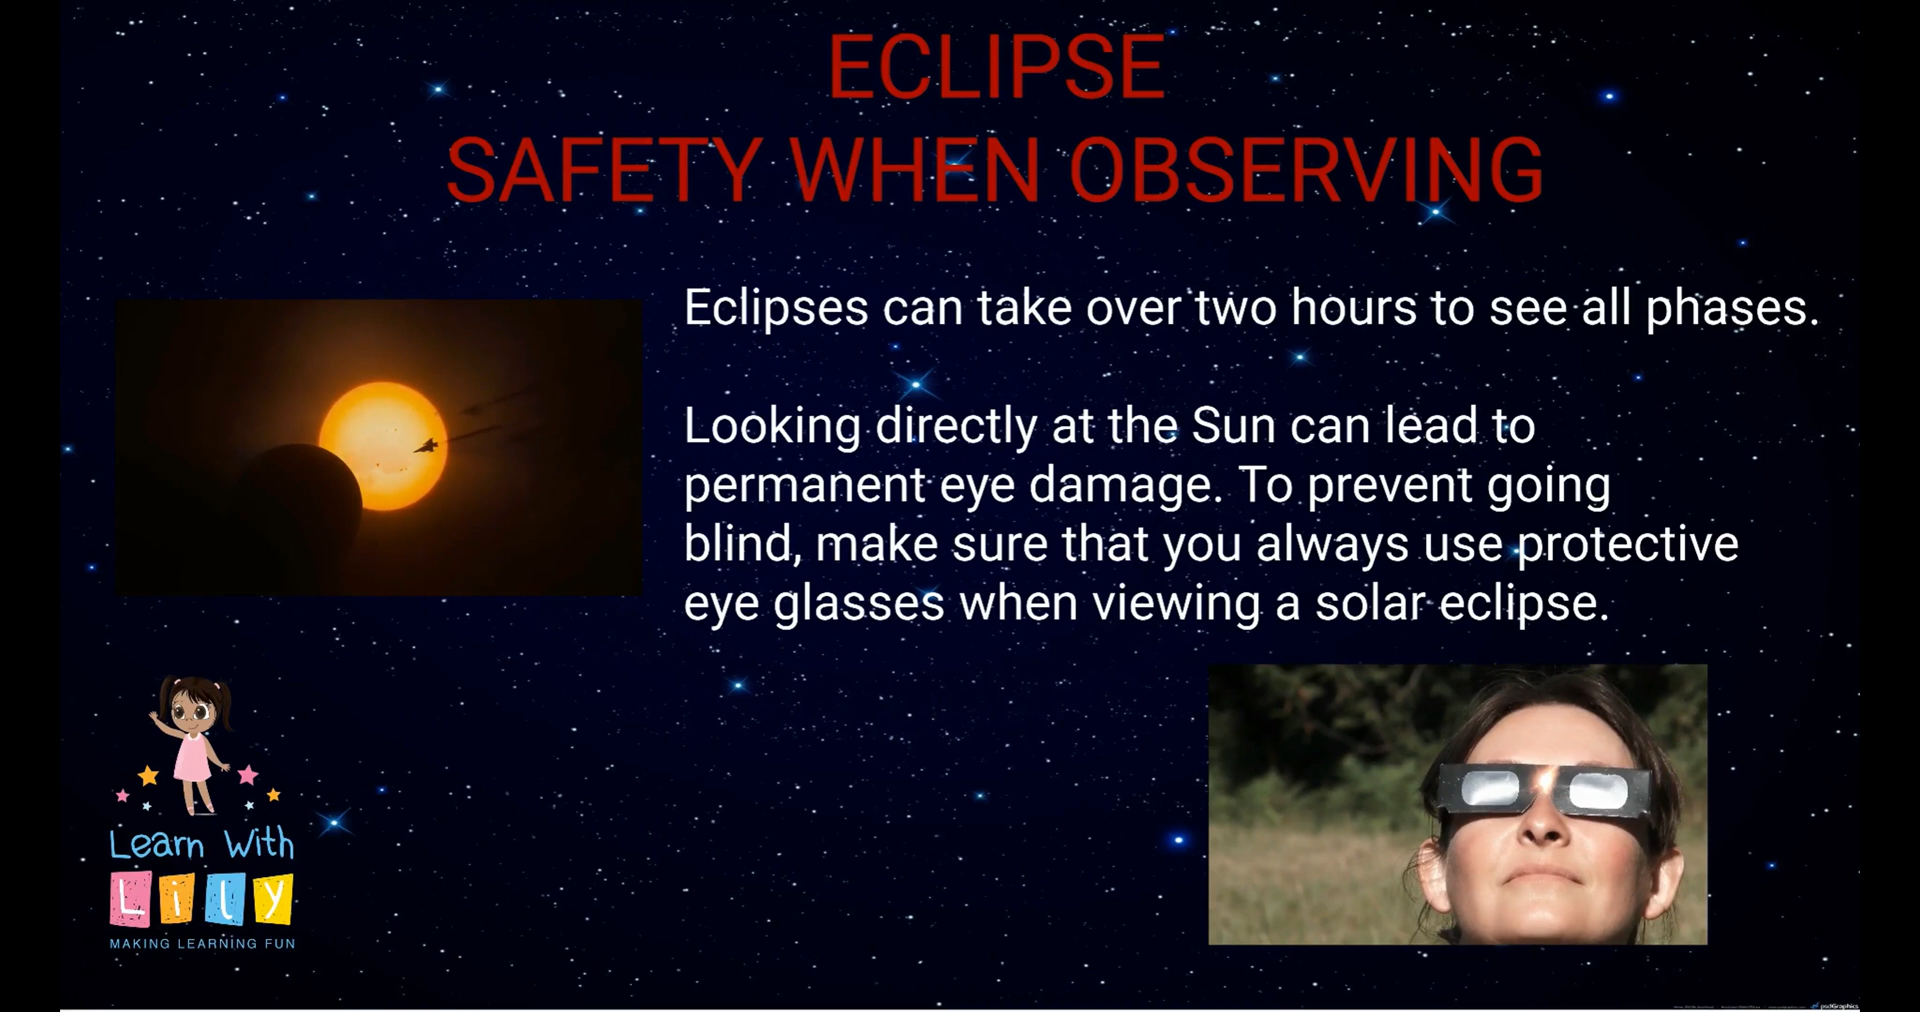 ECLIPSE
SAFETY WHEN OBSERVING
Eclipses can take over two hours to see all phases.
Looking directly at the Sun can lead to
permanent eye damage. To prevent going
blind, make sure that you always use protective
eye glasses when viewing a solar eclipse.
Learn With
Lily
MAKING LEARNING FUN
psdGraphics